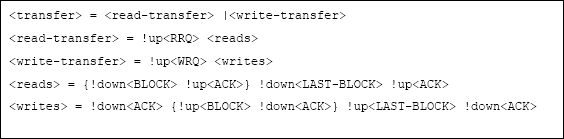 <transfer> = <read-transfer> |<write-transfer>
<read-transfer> = !up<RRQ> <reads>
<write-transfer> = !up<WRQ> <writes>
<reads> = {!down<BLOCK> !up<ACK>} !down<LAST-BLOCK> !up<ACK>
<writes> = !down<ACK> {!up<BLOCK> !down<ACK>} !up<LAST-BLOCK> !down<ACK>